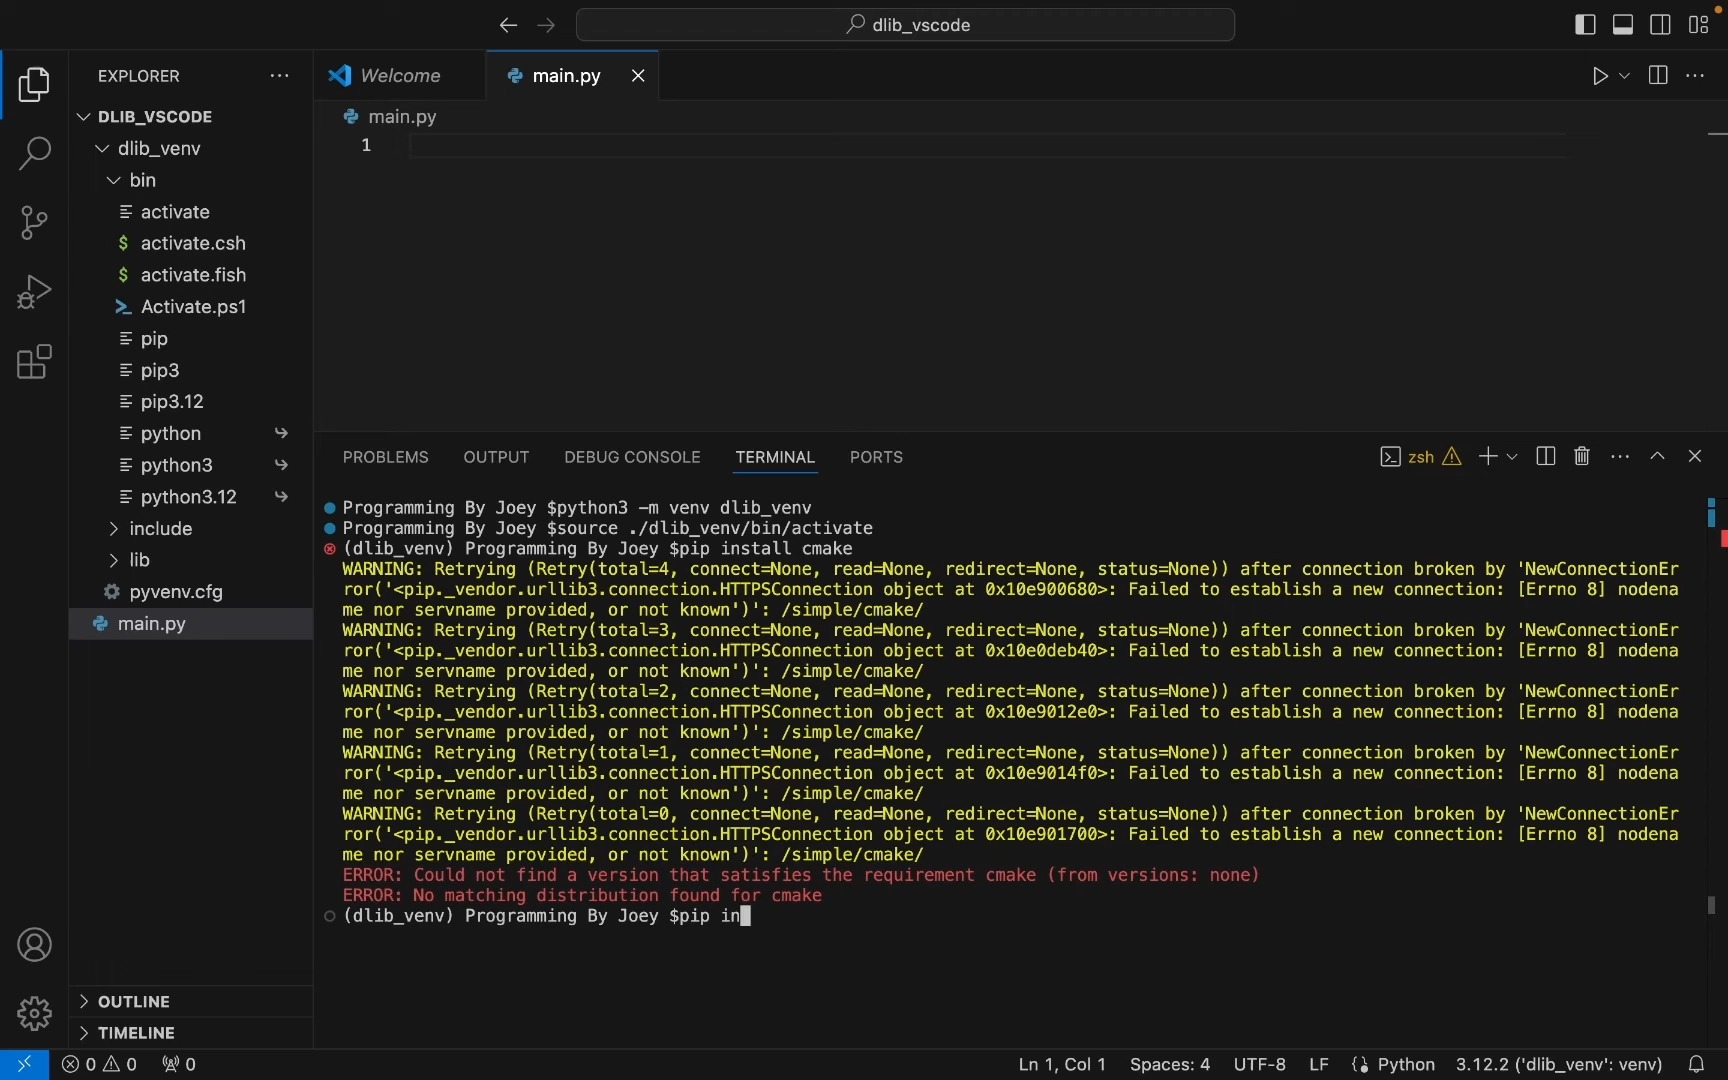 dlib_vscode
EXPLORER
DLIB_VSCODE
dlib_venv
bin
activate
$ activate.csh
$ activate.fish
Activate.ps1
pip
pip3
pip3.12
python
python3
python3.12
include
lib
pyvenv.cfg
main.py
OUTLINE
TIMELINE
Welcome
main.py
main.py
1
PROBLEMS
OUTPUT
DEBUG CONSOLE
TERMINAL
PORTS
zsh
Programming By Joey $python3 -m venv dlib_venv
Programming By Joey $source ./dlib_venv/bin/activate
(dlib_venv) Programming By Joey $pip install cmake
WARNING: Retrying (Retry(total=4, connect=None, read=None, redirect=None, status=None)) after connection broken by 'NewConnectionEr
ror('<pip._vendor.urllib3.connection.HTTPSConnection object at 0x10e900680>: Failed to establish a new connection: [Errno 8] nodena
me nor servname provided, or not known')': /simple/cmake/
WARNING: Retrying (Retry(total=3, connect=None, read=None, redirect=None, status=None)) after connection broken by 'NewConnectionEr
ror('<pip._vendor.urllib3.connection.HTTPSConnection object at 0x10e0deb40>: Failed to establish a new connection: [Errno 8] nodena
me nor servname provided, or not known')': /simple/cmake/
WARNING: Retrying (Retry(total=2, connect=None, read=None, redirect=None, status=None)) after connection broken by 'NewConnectionEr
ror('<pip._vendor.urllib3.connection.HTTPSConnection object at 0x10e9012e0>: Failed to establish a new connection: [Errno 8] nodena
me nor servname provided, or not known')': /simple/cmake/
WARNING: Retrying (Retry(total=1, connect=None, read=None, redirect=None, status=None)) after connection broken by 'NewConnectionEr
ror('<pip._vendor.urllib3.connection.HTTPSConnection object at 0x10e9014f0>: Failed to establish a new connection: [Errno 8] nodena
me nor servname provided, or not known')': /simple/cmake/
WARNING: Retrying (Retry(total=0, connect=None, read=None, redirect=None, status=None)) after connection broken by 'NewConnectionEr
ror('<pip._vendor.urllib3.connection.HTTPSConnection object at 0x10e901700>: Failed to establish a new connection: [Errno 8] nodena
me nor servname provided, or not known')': /simple/cmake/
ERROR: Could not find a version that satisfies the requirement cmake (from versions: none)
ERROR: No matching distribution found for cmake
(dlib_venv) Programming By Joey $pip in
0 0 0
Ln 1, Col 1
Spaces: 4
UTF-8
LF
Python
3.12.2 ('dlib_venv': venv)